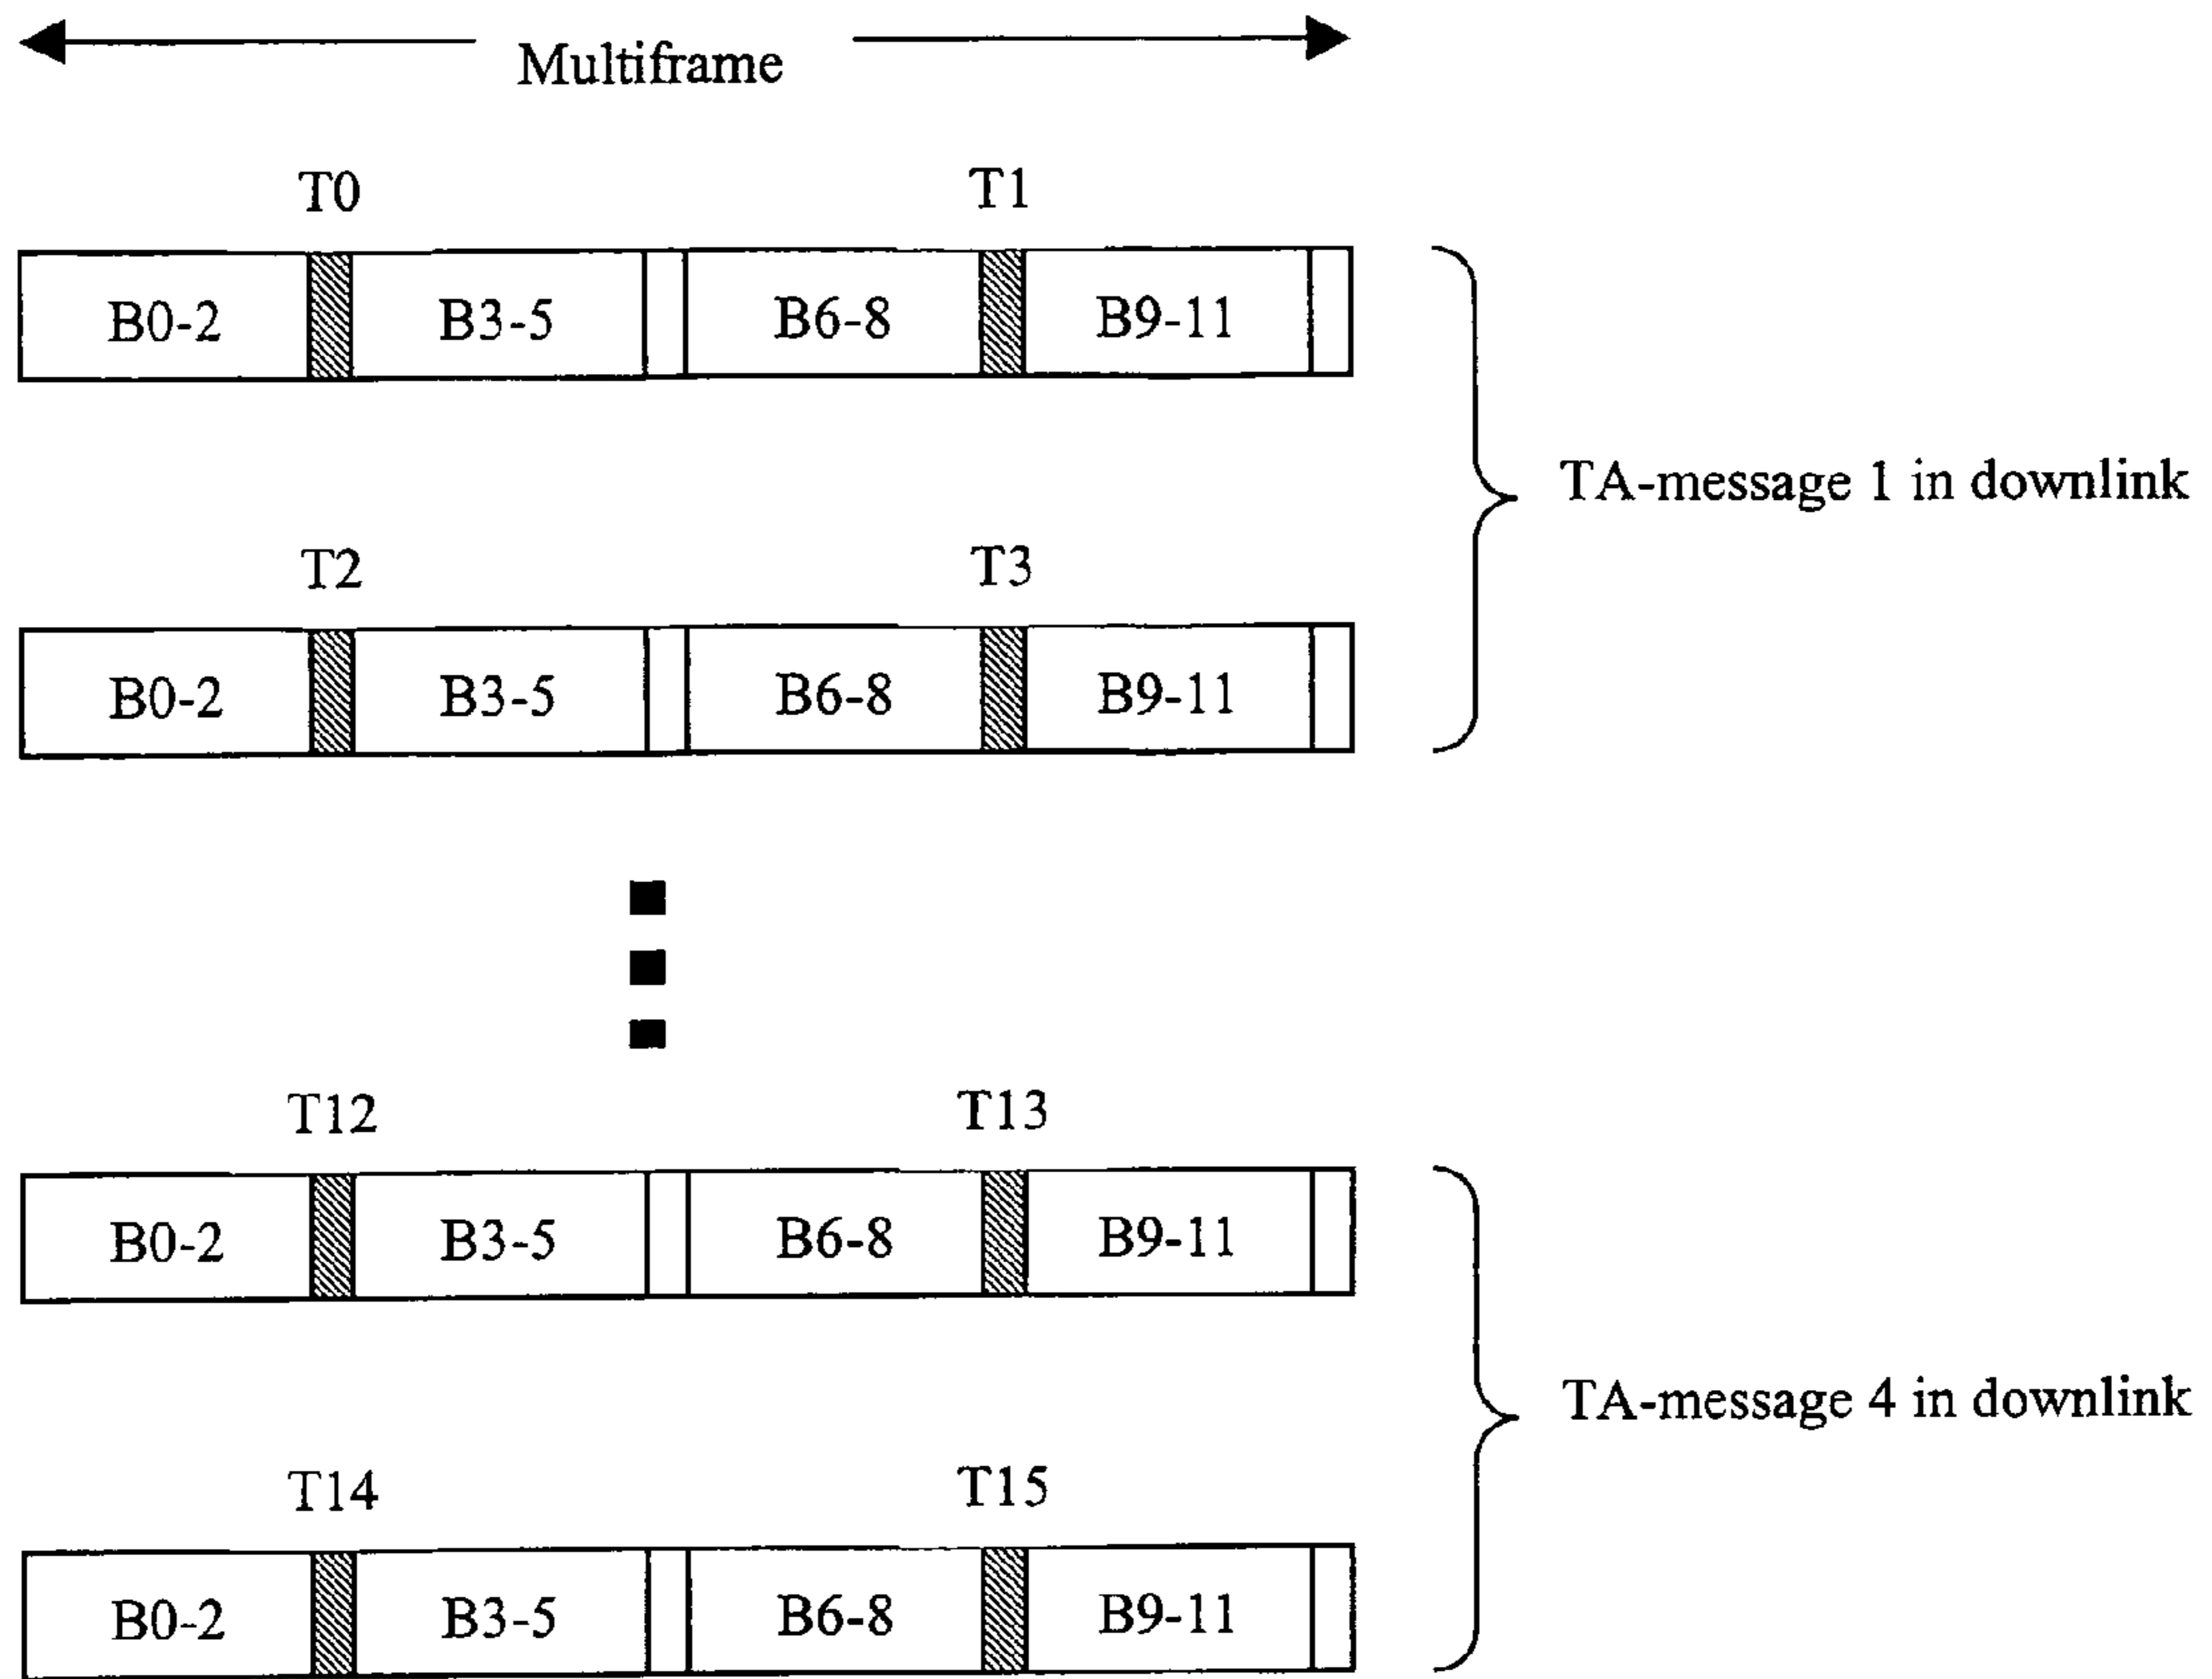 Multiframe
T0 T1
B0-2 B3-5 B6-8 B9-11
TA-message 1 in downlink
T2 T3
B0-2 B3-5 B6-8 B9-11
T12 T13
B0-2 B3-5 B6-8 B9-11
TA-message 4 in downlink
T14 T15
B0-2 B3-5 B6-8 B9-11